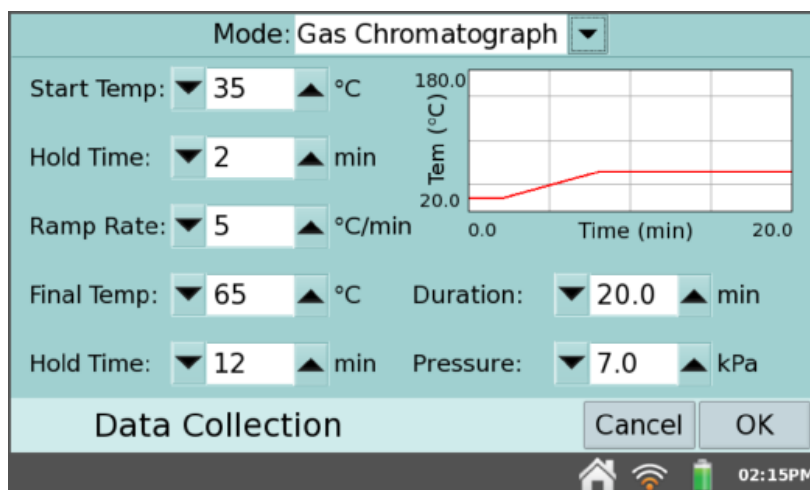 Mode: Gas Chromatograph
Start Temp: 35 °C
Hold Time: 2 min
Ramp Rate: 5 °C/min
Final Temp: 65 °C
Hold Time: 12 min
180.0
Tem (°C)
20.0
0.0 Time (min) 20.0
Duration: 20.0 min
Pressure: 7.0 kPa
Data Collection
Cancel OK
02:15PM